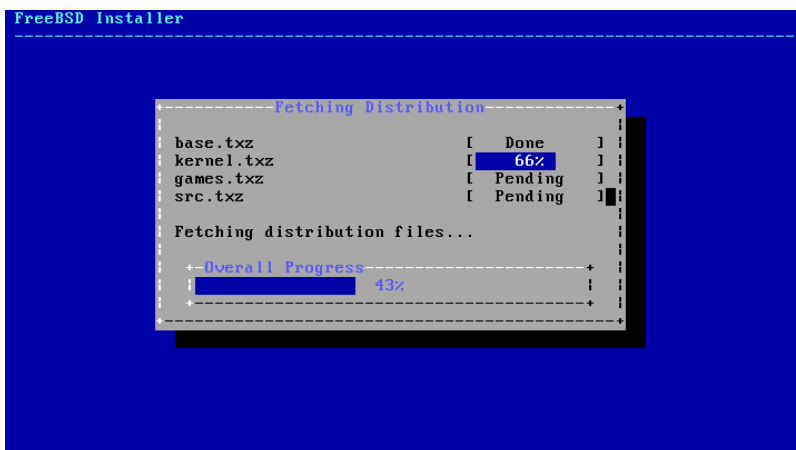 FreeBSD Installer
Fetching Distribution
base.txz [ Done ]
kernel.txz [ 66% ]
games.txz [ Pending ]
src.txz [ Pending ]
Fetching distribution files...
Overall Progress
43%